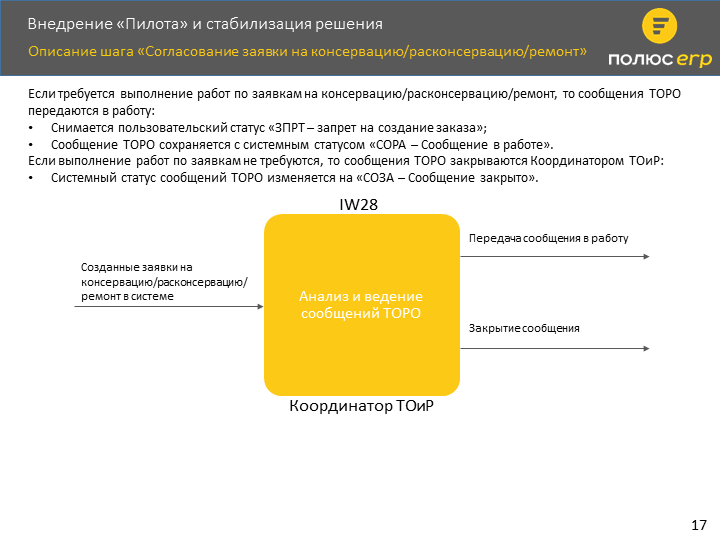 Внедрение «Пилота» и стабилизация решения
Описание шага «Согласование заявки на консервацию/расконсервацию/ремонт»
ПОЛЮС erp
Если требуется выполнение работ по заявкам на консервацию/расконсервацию/ремонт, то сообщения ТОРО
передаются в работу:
• Снимается пользовательский статус «ЗПРТ – запрет на создание заказа»;
• Сообщение ТОРО сохраняется с системным статусом «СОРА – Сообщение в работе».
Если выполнение работ по заявкам не требуются, то сообщения ТОРО закрываются Координатором ТОиР:
• Системный статус сообщений ТОРО изменяется на «СОЗА – Сообщение закрыто».
IW28
Передача сообщения в работу
Созданные заявки на
консервацию/расконсервацию/
ремонт в системе
Анализ и ведение
сообщений ТОРО
Закрытие сообщения
Координатор ТОиР
17